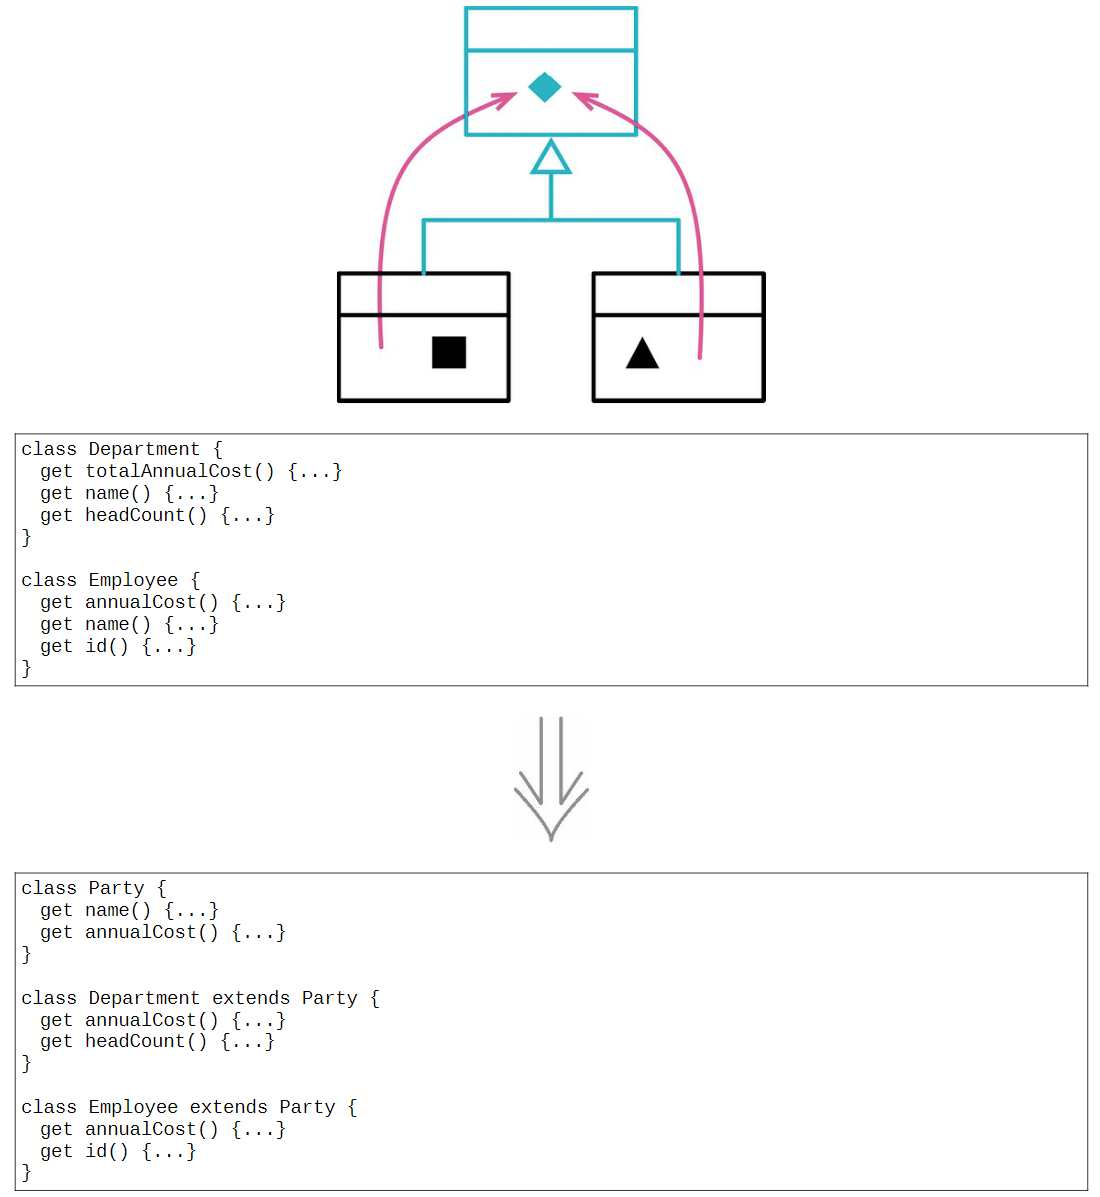 class Department {
get totalAnnualCost() {...}
get name() {...}
get headCount() {...}
}
class Employee {
get annualCost() {...}
get name() {...}
get id() {...}
}
class Party {
get name() {...}
get annualCost() {...}
}
class Department extends Party {
get annualCost() {...}
get headCount() {...}
}
class Employee extends Party {
get annualCost() {...}
get id() {...}
}